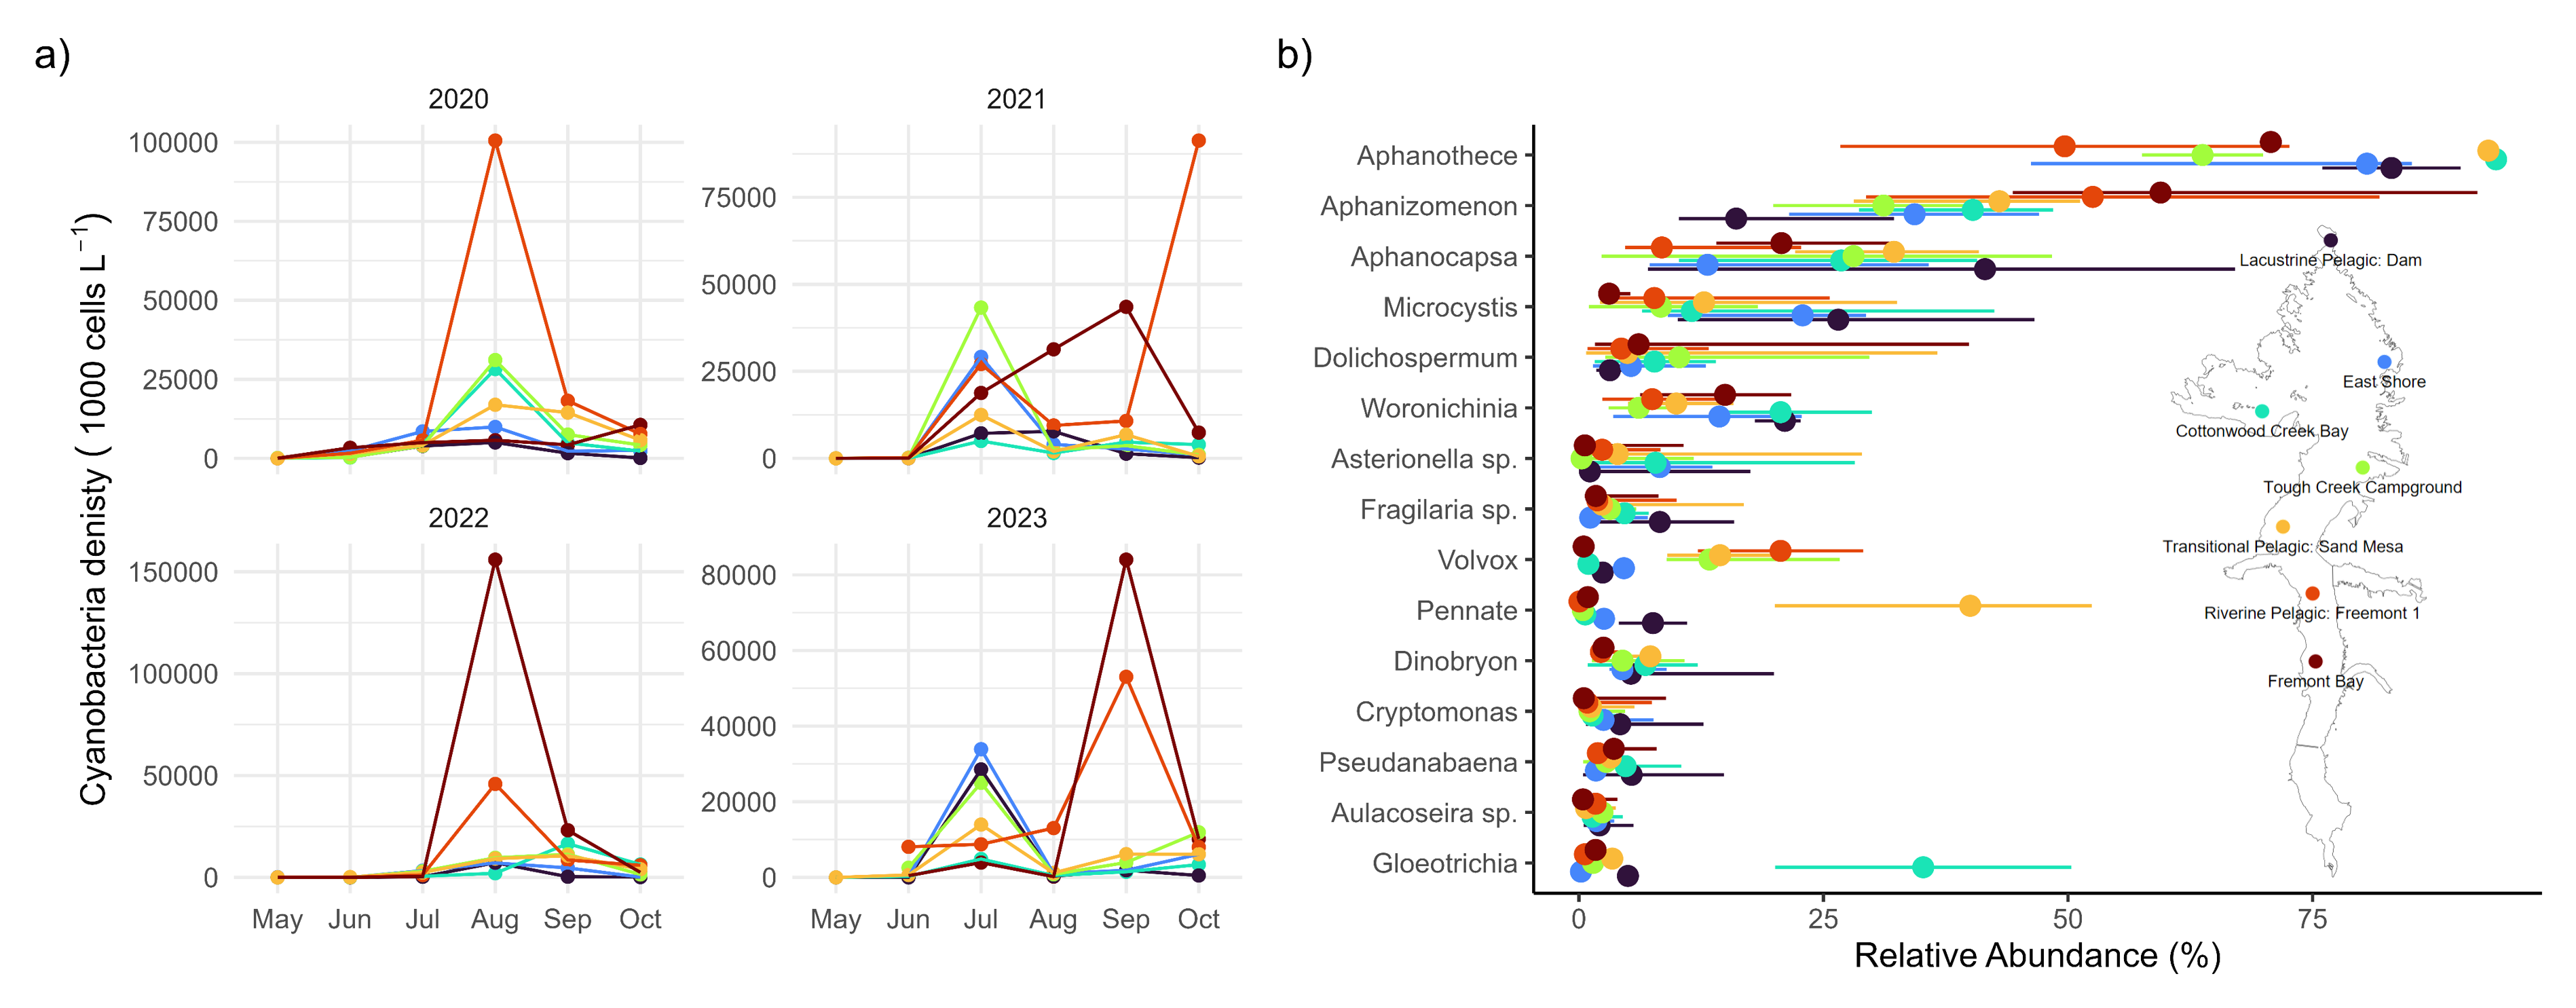 a)
2020
2021
100000
75000
50000
25000
0
75000
50000
25000
0
2022
2023
150000
100000
50000
0
80000
60000
40000
20000
0
May Jun Jul Aug Sep Oct
May Jun Jul Aug Sep Oct
Cyanobacteria denisty ( 1000 cells L⁻¹)
b)
Aphanothece
Aphanizomenon
Aphanocapsa
Microcystis
Dolichospermum
Woronichinia
Asterionella sp.
Fragilaria sp.
Volvox
Pennate
Dinobryon
Cryptomonas
Pseudanabaena
Aulacoseira sp.
Gloeotrichia
0 25 50 75
Relative Abundance (%)
Lacustrine Pelagic: Dam
East Shore
Cottonwood Creek Bay
Tough Creek Campground
Transitional Pelagic: Sand Mesa
Riverine Pelagic: Freemont 1
Fremont Bay